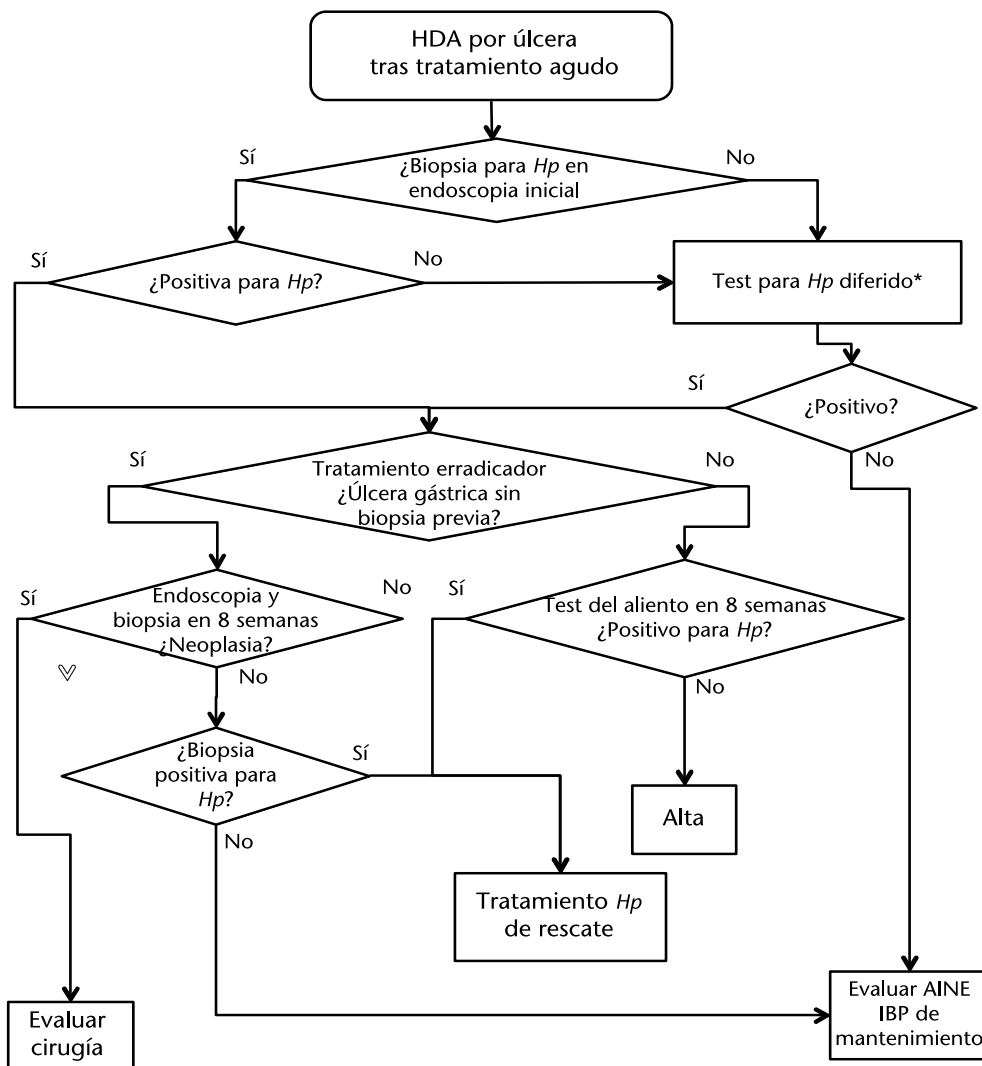 HDA por úlcera
tras tratamiento agudo
Sí
¿Biopsia para Hp en
endoscopia inicial
No
Sí
¿Positiva para Hp?
No
Test para Hp diferido*
Sí
¿Positivo?
No
Sí
Tratamiento erradicador
¿Úlcera gástrica sin
biopsia previa?
No
Sí
Endoscopia y
biopsia en 8 semanas
¿Neoplasia?
No
No
Sí
Test del aliento en 8 semanas
¿Positivo para Hp?
No
¿Biopsia
positiva para
Hp?
Sí
No
Alta
Tratamiento Hp
de rescate
Evaluar
cirugía
Evaluar AINE
IBP de
mantenimiento